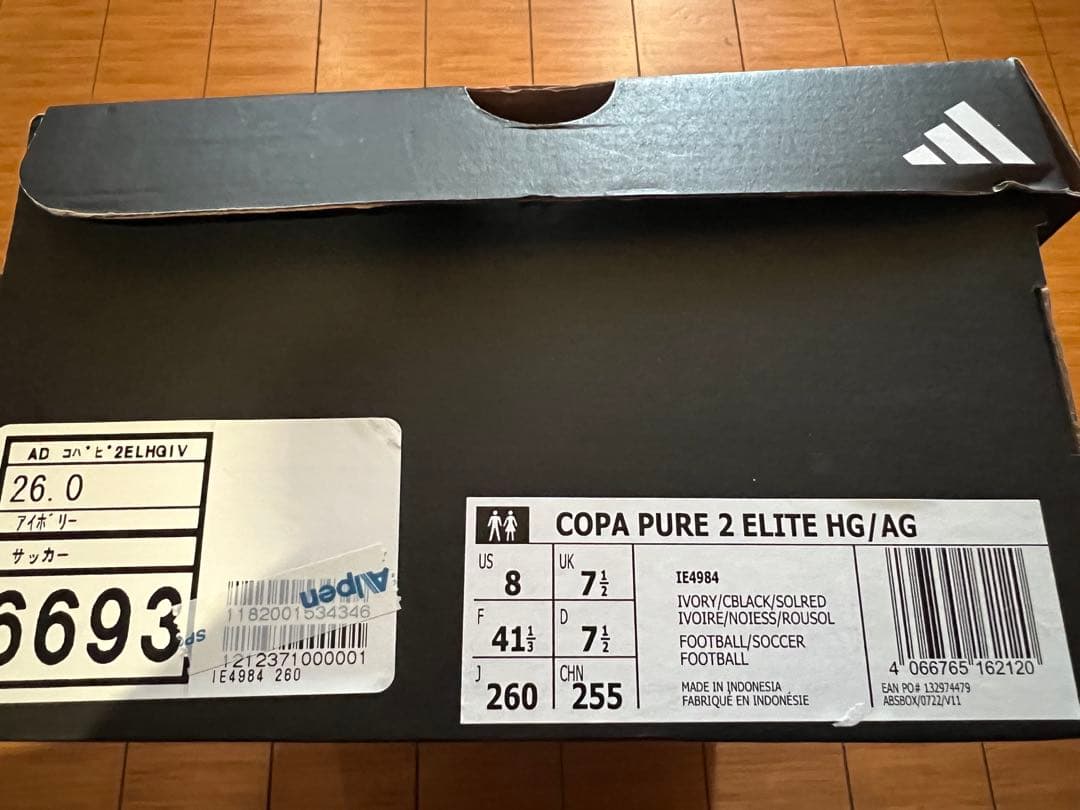 AD コパピ2ELHGIV
26.0
アイボリー
サッカー
6693
Alpen
1182001534346
1212371000001
IE4984 260
COPA PURE 2 ELITE HG/AG
US 8
UK 7½
F 41⅓
D 7½
J 260
CHN 255
IE4984
IVORY/CBLACK/SOLRED
IVOIRE/NOIESS/ROUSOL
FOOTBALL/SOCCER
FOOTBALL
MADE IN INDONESIA
FABRIQUÉ EN INDONÉSIE
4 066765 162120
EAN PO# 132974479
ABSBOX/0722/V11